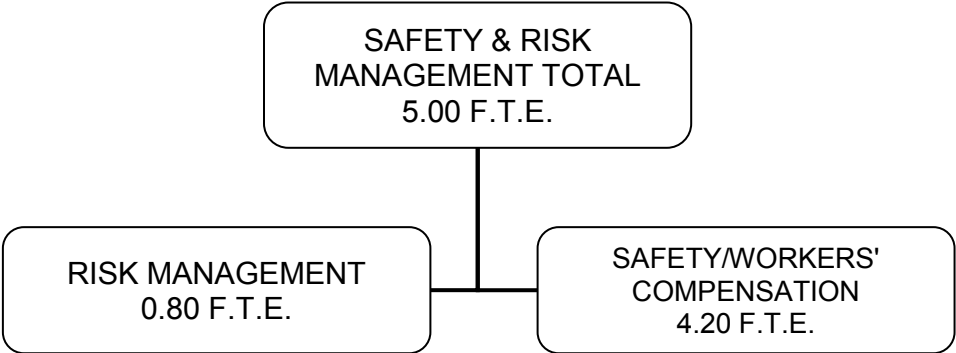 SAFETY & RISK
MANAGEMENT TOTAL
5.00 F.T.E.
RISK MANAGEMENT
0.80 F.T.E.
SAFETY/WORKERS'
COMPENSATION
4.20 F.T.E.